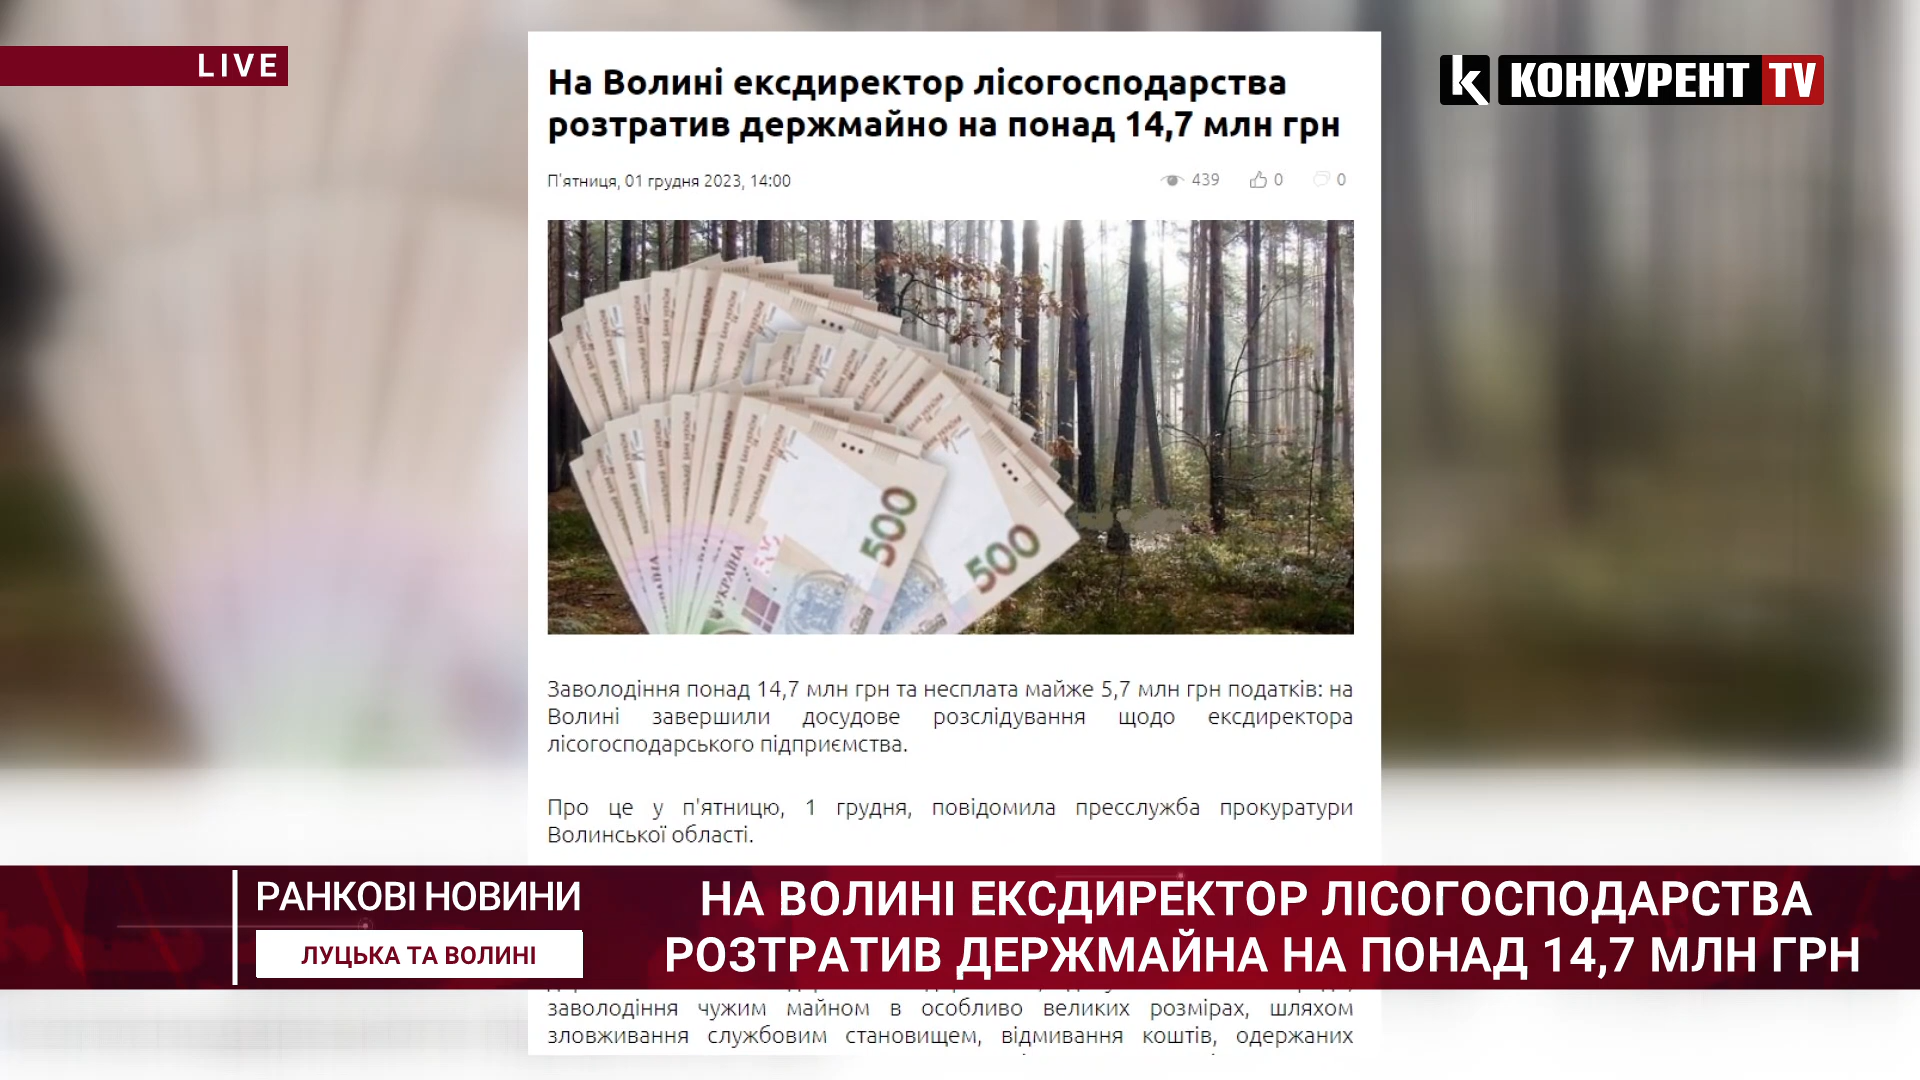 LIVE
КОНКУРЕНТ TV
На Волині ексдиректор лісогосподарства
розтратив держмайно на понад 14,7 млн грн
П'ятниця, 01 грудня 2023, 14:00
439 0 0
500
500
УКРАЇНА
Заволодіння понад 14,7 млн грн та несплата майже 5,7 млн грн податків: на
Волині завершили досудове розслідування щодо ексдиректора
лісогосподарського підприємства.
Про це у п'ятницю, 1 грудня, повідомила пресслужба прокуратури
Волинської області.
РАНКОВІ НОВИНИ
ЛУЦЬКА ТА ВОЛИНІ
НА ВОЛИНІ ЕКСДИРЕКТОР ЛІСОГОСПОДАРСТВА
РОЗТРАТИВ ДЕРЖМАЙНА НА ПОНАД 14,7 МЛН ГРН
заволодіння чужим майном в особливо великих розмірах, шляхом
зловживання службовим становищем, відмивання коштів, одержаних